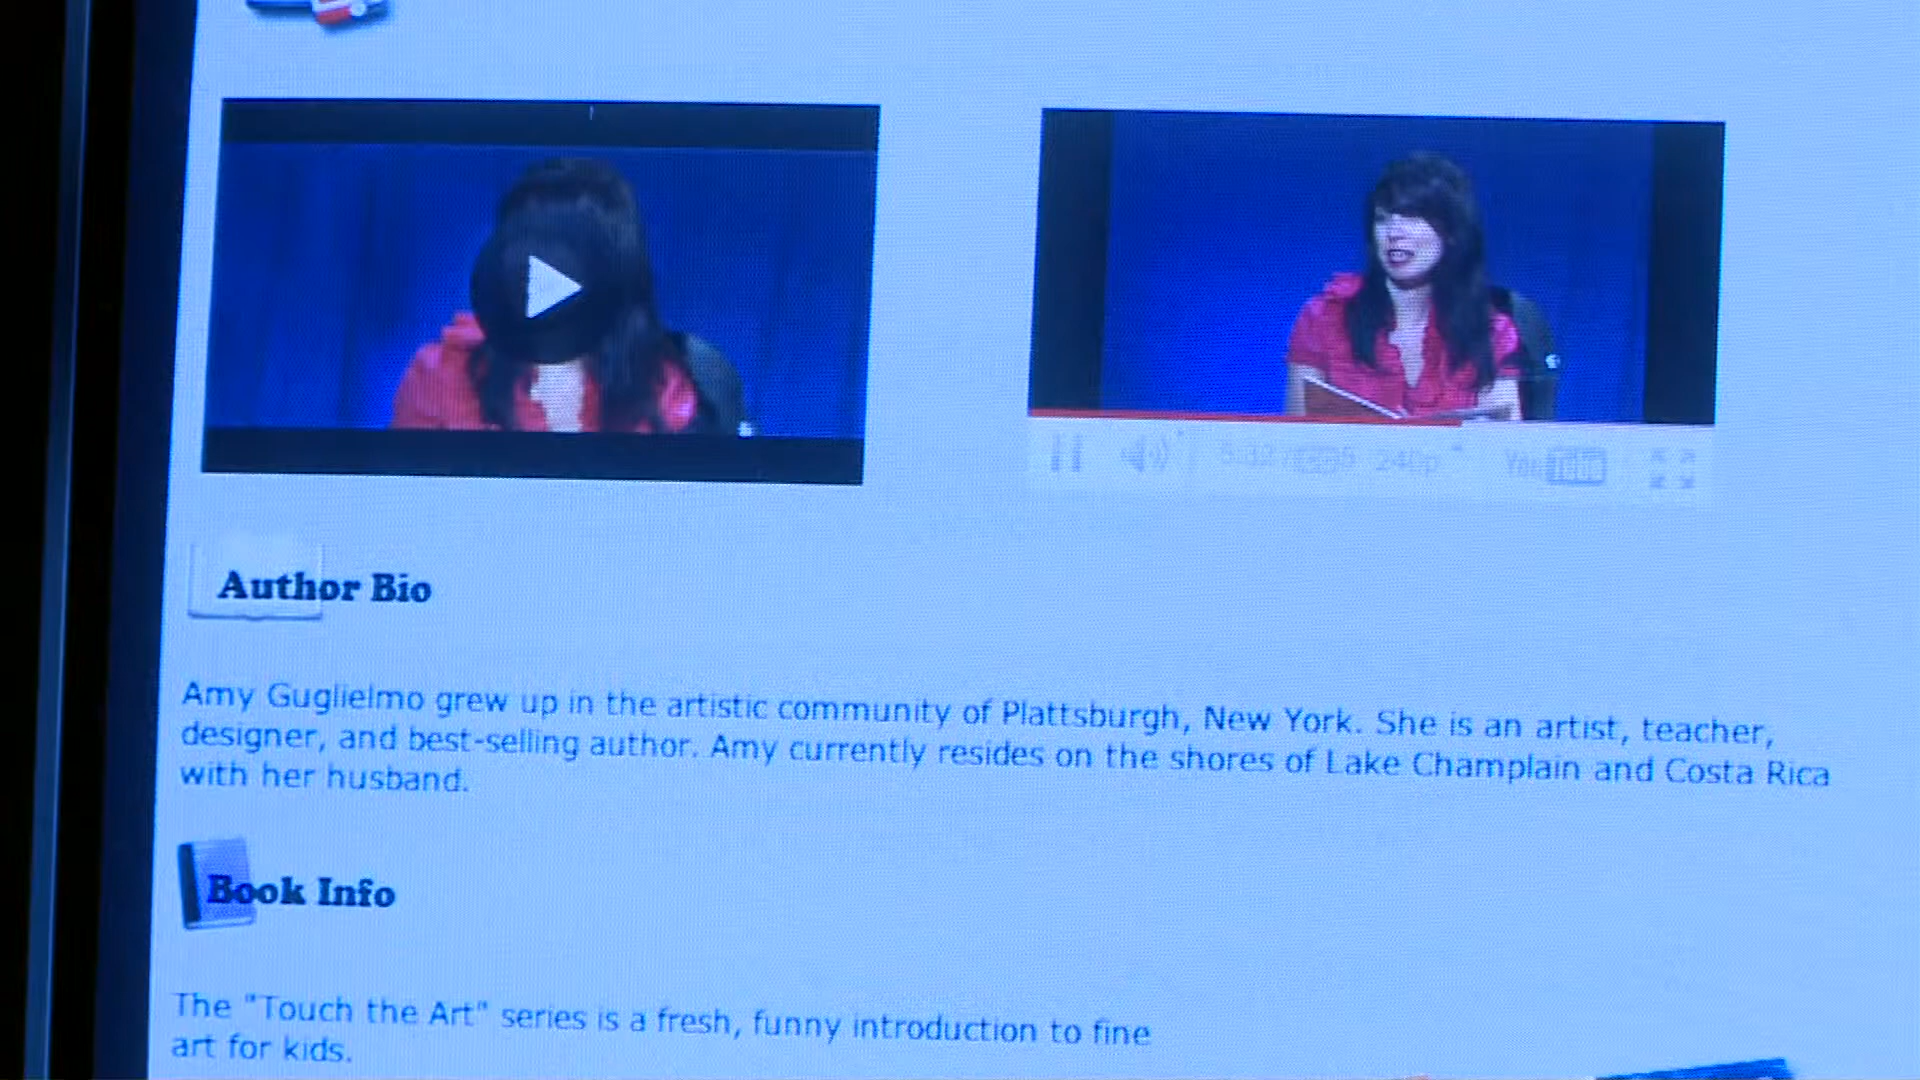 240p
YouTube
Author Bio
Amy Guglielmo grew up in the artistic community of Plattsburgh, New York. She is an artist, teacher,
designer, and best-selling author. Amy currently resides on the shores of Lake Champlain and Costa Rica
with her husband.
Book Info
The "Touch the Art" series is a fresh, funny introduction to fine
art for kids.